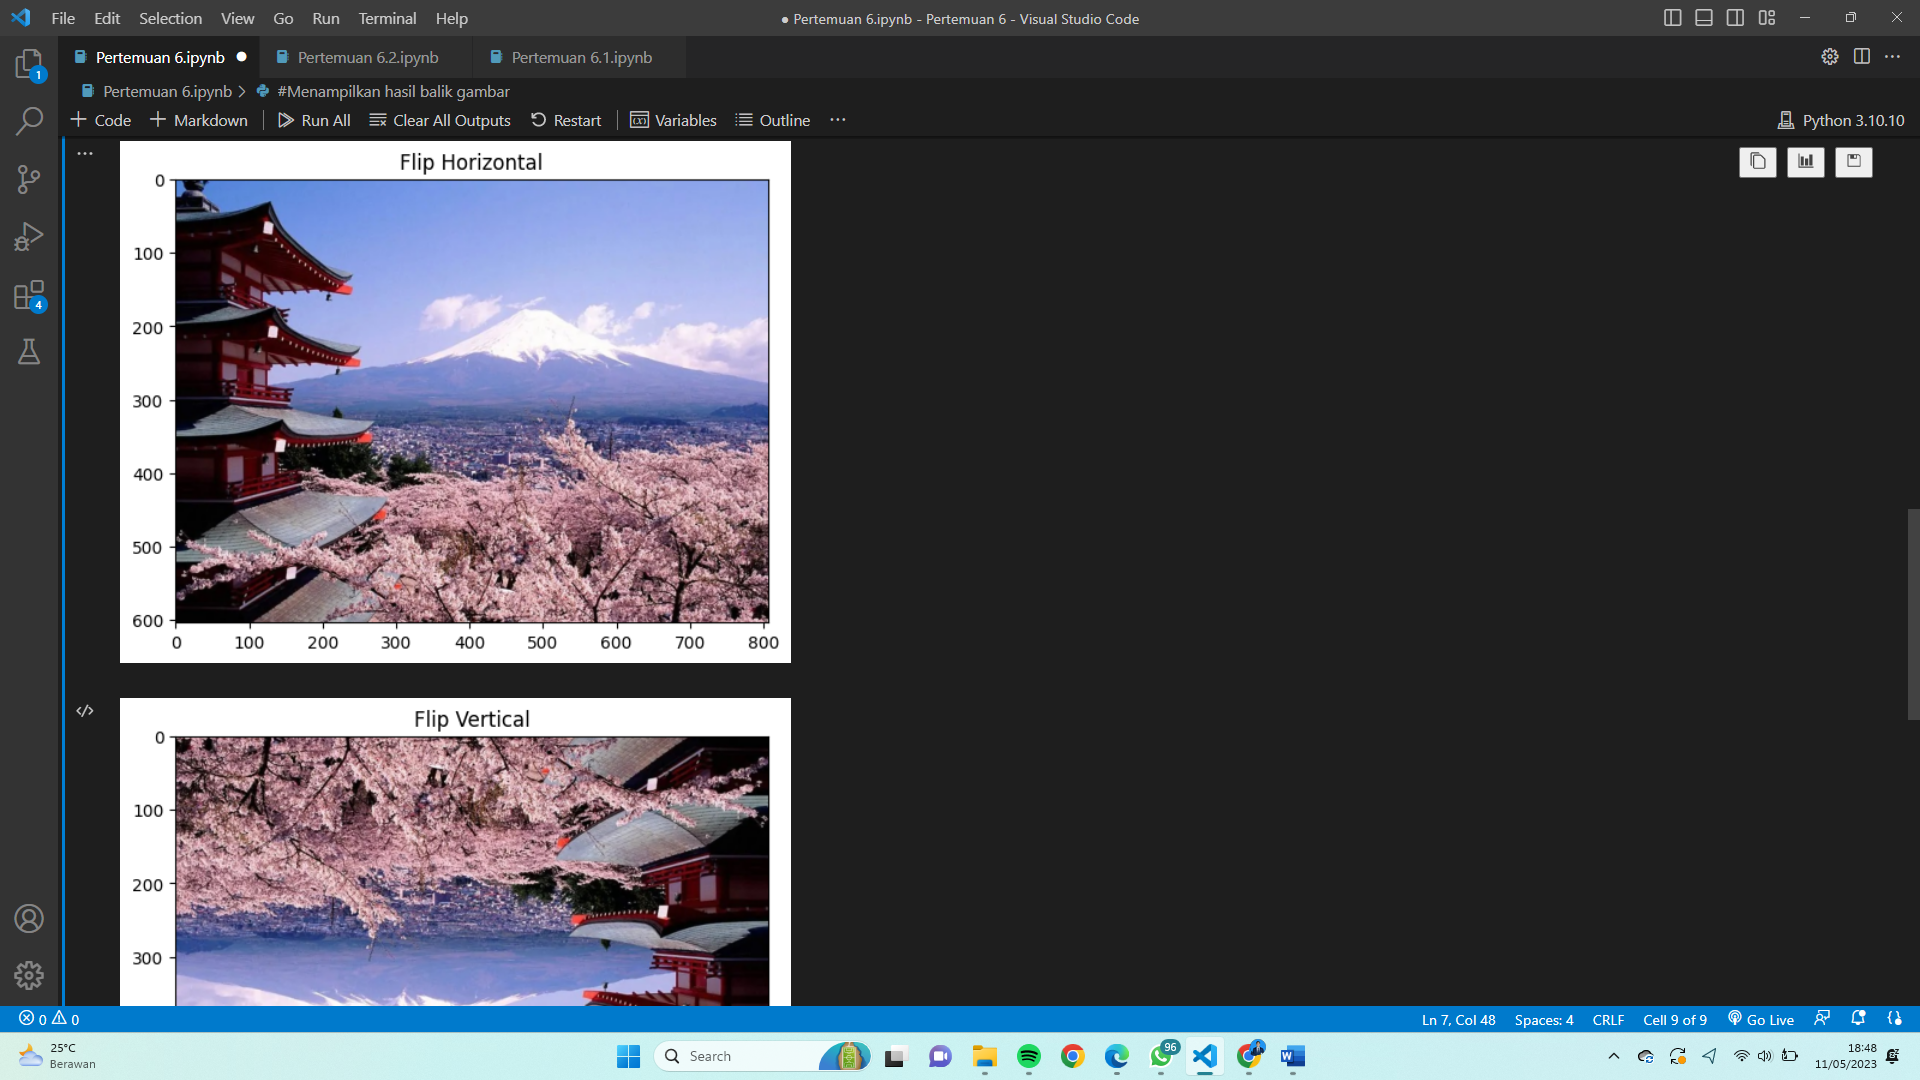 File Edit Selection View Go Run Terminal Help
● Pertemuan 6.ipynb - Pertemuan 6 - Visual Studio Code
1
Pertemuan 6.ipynb
Pertemuan 6.2.ipynb
Pertemuan 6.1.ipynb
Pertemuan 6.ipynb > #Menampilkan hasil balik gambar
+ Code + Markdown Run All Clear All Outputs Restart Variables Outline ...
Python 3.10.10
4
Flip Horizontal
0
100
200
300
400
500
600
0 100 200 300 400 500 600 700 800
Flip Vertical
0
100
200
300
0 0
Ln 7, Col 48 Spaces: 4 CRLF Cell 9 of 9 Go Live
25°C
Berawan
Search
96
18:48
11/05/2023